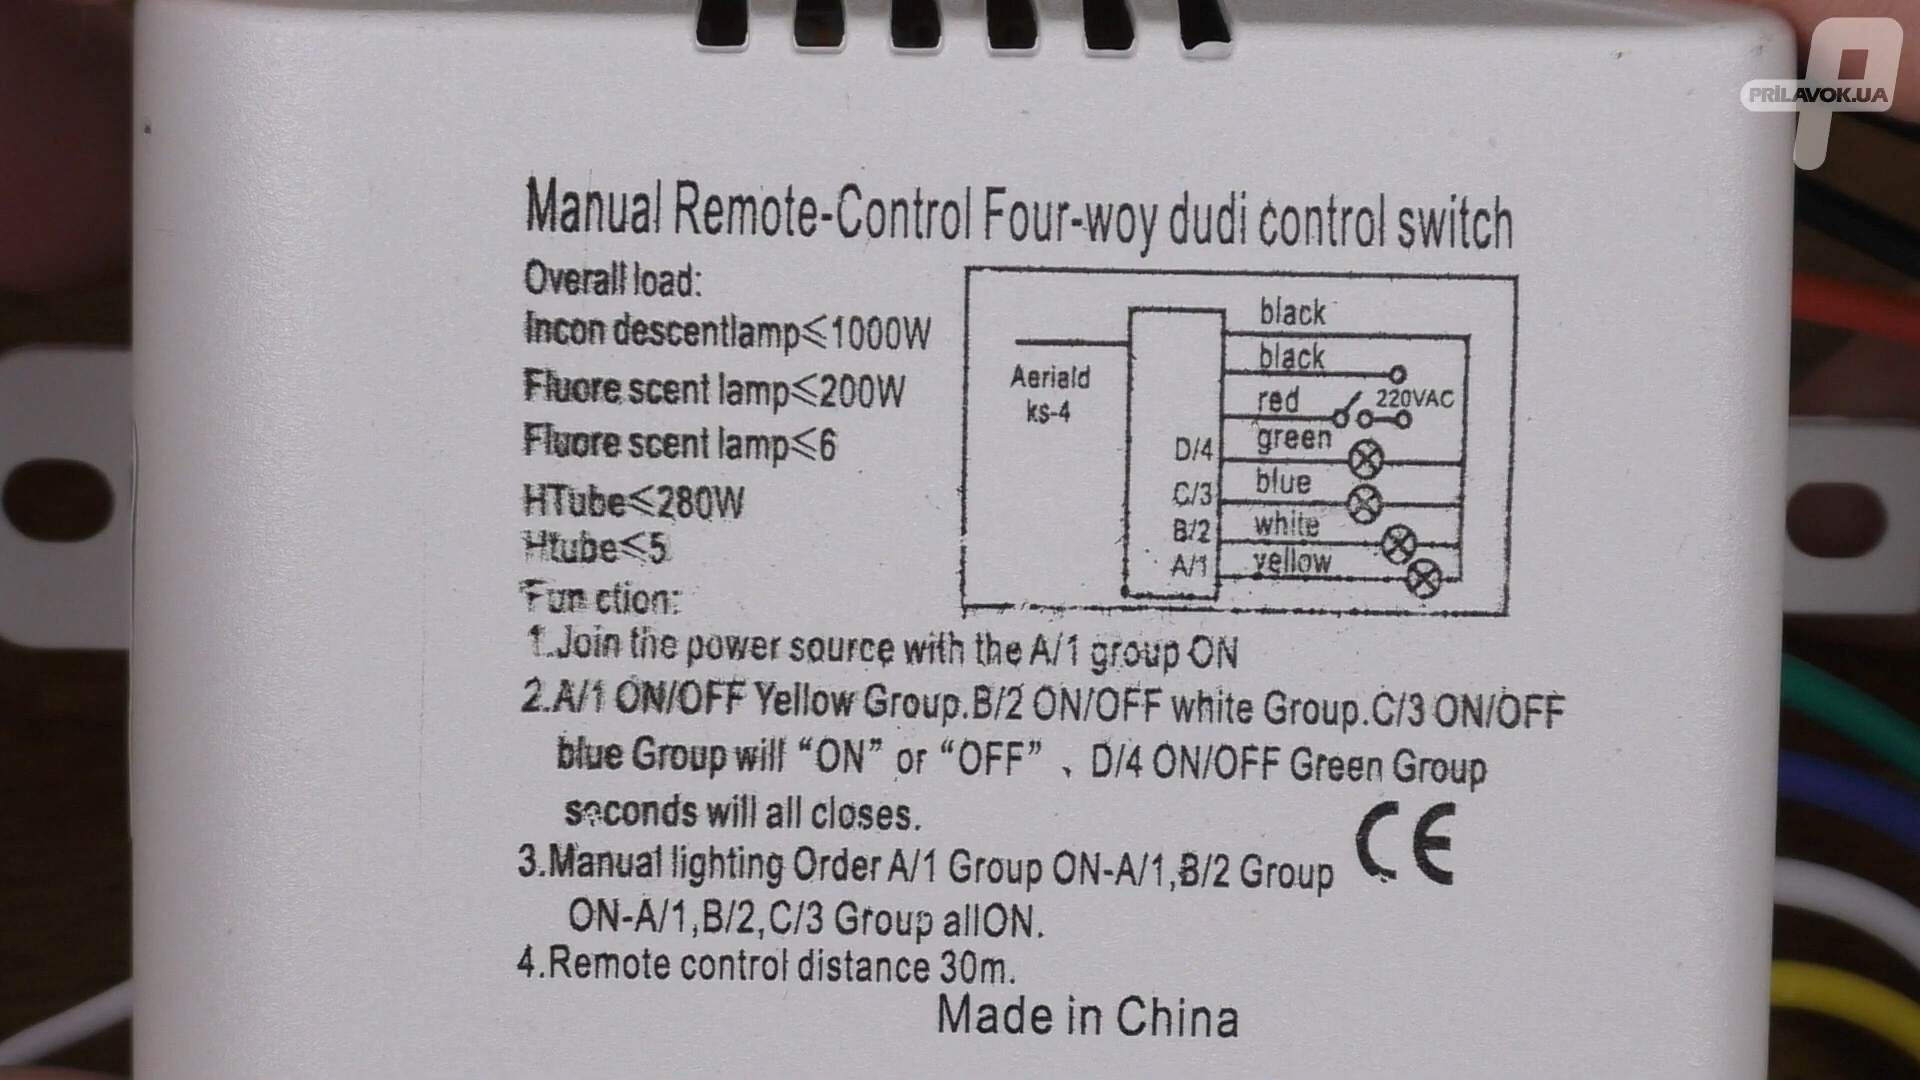 PRILAVOK.UA
Manual Remote-Control Four-woy dudi control switch
Overall load:
Incon descentlamp≤1000W
Fluore scent lamp≤200W
Fluore scent lamp≤6
HTube≤280W
Htube≤5
black
black
Aeriald
ks-4
red
220VAC
D/4
green
C/3
blue
B/2
white
A/1
yellow
Fun ction:
1.Join the power source with the A/1 group ON
2.A/1 ON/OFF Yellow Group.B/2 ON/OFF white Group.C/3 ON/OFF
blue Group will “ON” or “OFF” 、D/4 ON/OFF Green Group
seconds will all closes.
3.Manual lighting Order A/1 Group ON-A/1,B/2 Group
ON-A/1,B/2,C/3 Group allON.
CE
4.Remote control distance 30m.
Made in China